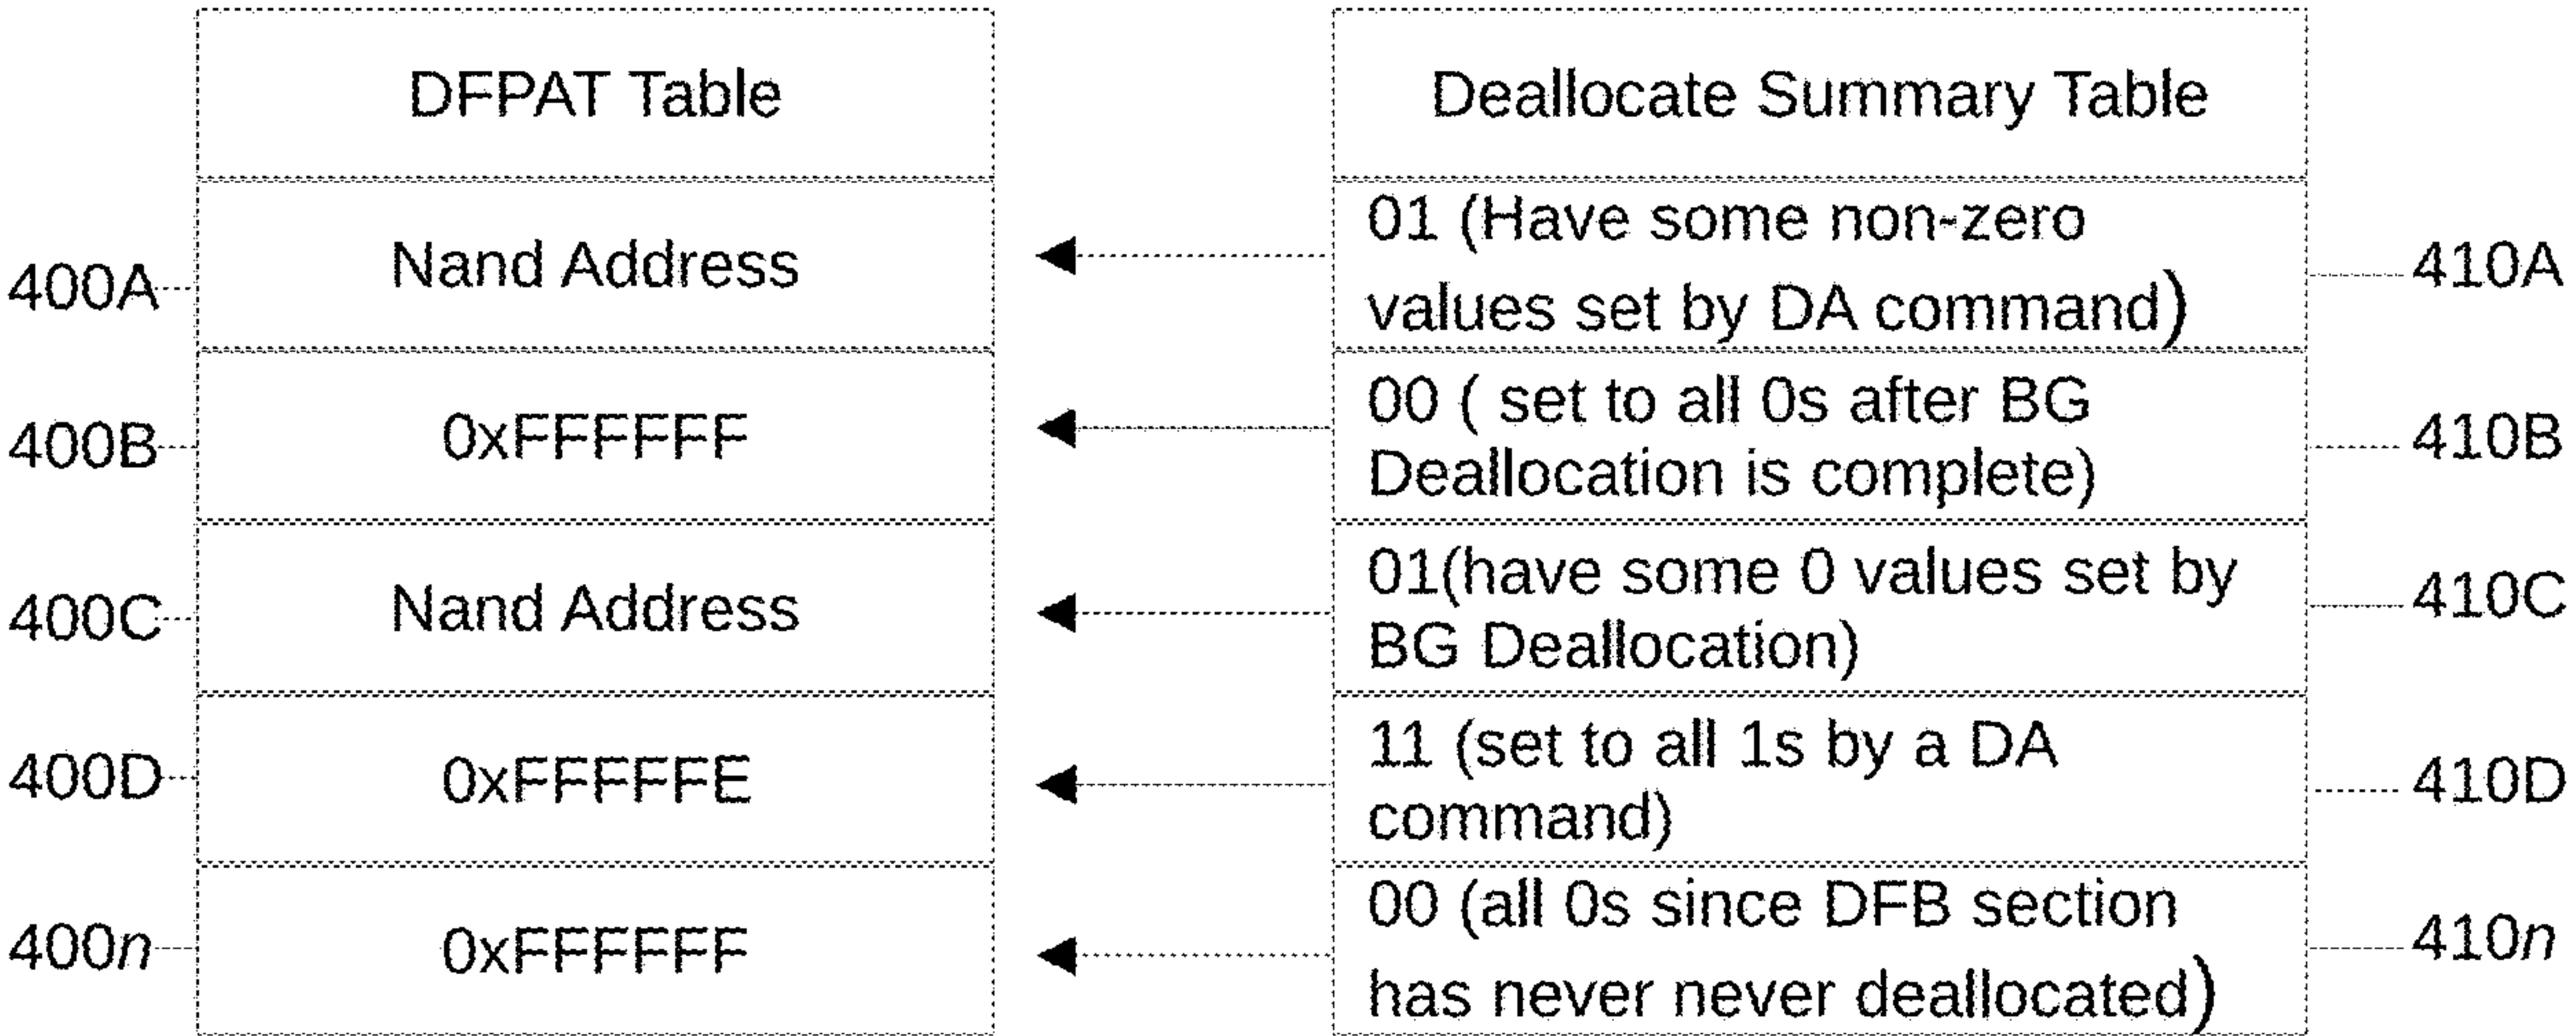 DFPAT Table
Deallocate Summary Table
400A
Nand Address
01 (Have some non-zero
values set by DA command)
410A
400B
0xFFFFFF
00 ( set to all 0s after BG
Deallocation is complete)
410B
400C
Nand Address
01(have some 0 values set by
BG Deallocation)
410C
400D
0xFFFFFE
11 (set to all 1s by a DA
command)
410D
400n
0xFFFFFF
00 (all 0s since DFB section
has never never deallocated)
410n